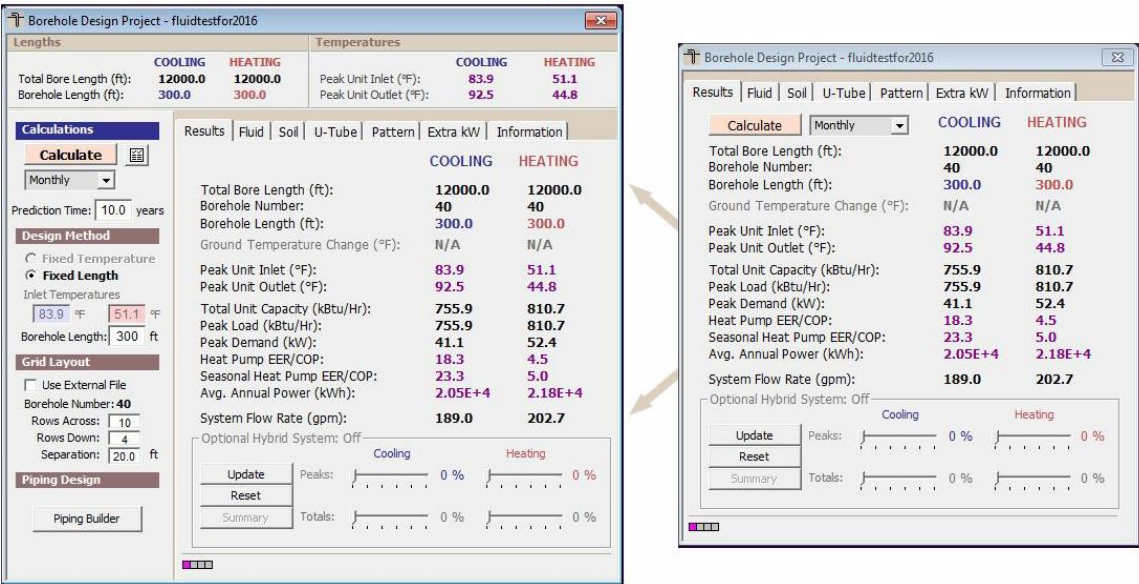 Borehole Design Project - fluidtestfor2016
Lengths Temperatures
COOLING HEATING COOLING HEATING
Total Bore Length (ft): 12000.0 12000.0 Peak Unit Inlet (°F): 83.9 51.1
Borehole Length (ft): 300.0 300.0 Peak Unit Outlet (°F): 92.5 44.8
Calculations
Calculate
Monthly
Prediction Time: 10.0 years
Design Method
Fixed Temperature
Fixed Length
Inlet Temperatures
83.9 °F 51.1 °F
Borehole Length: 300 ft
Grid Layout
Use External File
Borehole Number: 40
Rows Across: 10
Rows Down: 4
Separation: 20.0 ft
Piping Design
Piping Builder
Results Fluid Soil U-Tube Pattern Extra kW Information
COOLING HEATING
Total Bore Length (ft): 12000.0 12000.0
Borehole Number: 40 40
Borehole Length (ft): 300.0 300.0
Ground Temperature Change (°F): N/A N/A
Peak Unit Inlet (°F): 83.9 51.1
Peak Unit Outlet (°F): 92.5 44.8
Total Unit Capacity (kBtu/Hr): 755.9 810.7
Peak Load (kBtu/Hr): 755.9 810.7
Peak Demand (kW): 41.1 52.4
Heat Pump EER/COP: 18.3 4.5
Seasonal Heat Pump EER/COP: 23.3 5.0
Avg. Annual Power (kWh): 2.05E+4 2.18E+4
System Flow Rate (gpm): 189.0 202.7
Optional Hybrid System: Off
Cooling Heating
Update Peaks: 0 % 0 %
Reset
Summary Totals: 0 % 0 %
Borehole Design Project - fluidtestfor2016
Results Fluid Soil U-Tube Pattern Extra kW Information
Calculate Monthly COOLING HEATING
Total Bore Length (ft): 12000.0 12000.0
Borehole Number: 40 40
Borehole Length (ft): 300.0 300.0
Ground Temperature Change (°F): N/A N/A
Peak Unit Inlet (°F): 83.9 51.1
Peak Unit Outlet (°F): 92.5 44.8
Total Unit Capacity (kBtu/Hr): 755.9 810.7
Peak Load (kBtu/Hr): 755.9 810.7
Peak Demand (kW): 41.1 52.4
Heat Pump EER/COP: 18.3 4.5
Seasonal Heat Pump EER/COP: 23.3 5.0
Avg. Annual Power (kWh): 2.05E+4 2.18E+4
System Flow Rate (gpm): 189.0 202.7
Optional Hybrid System: Off
Cooling Heating
Update Peaks: 0 % 0 %
Reset
Summary Totals: 0 % 0 %